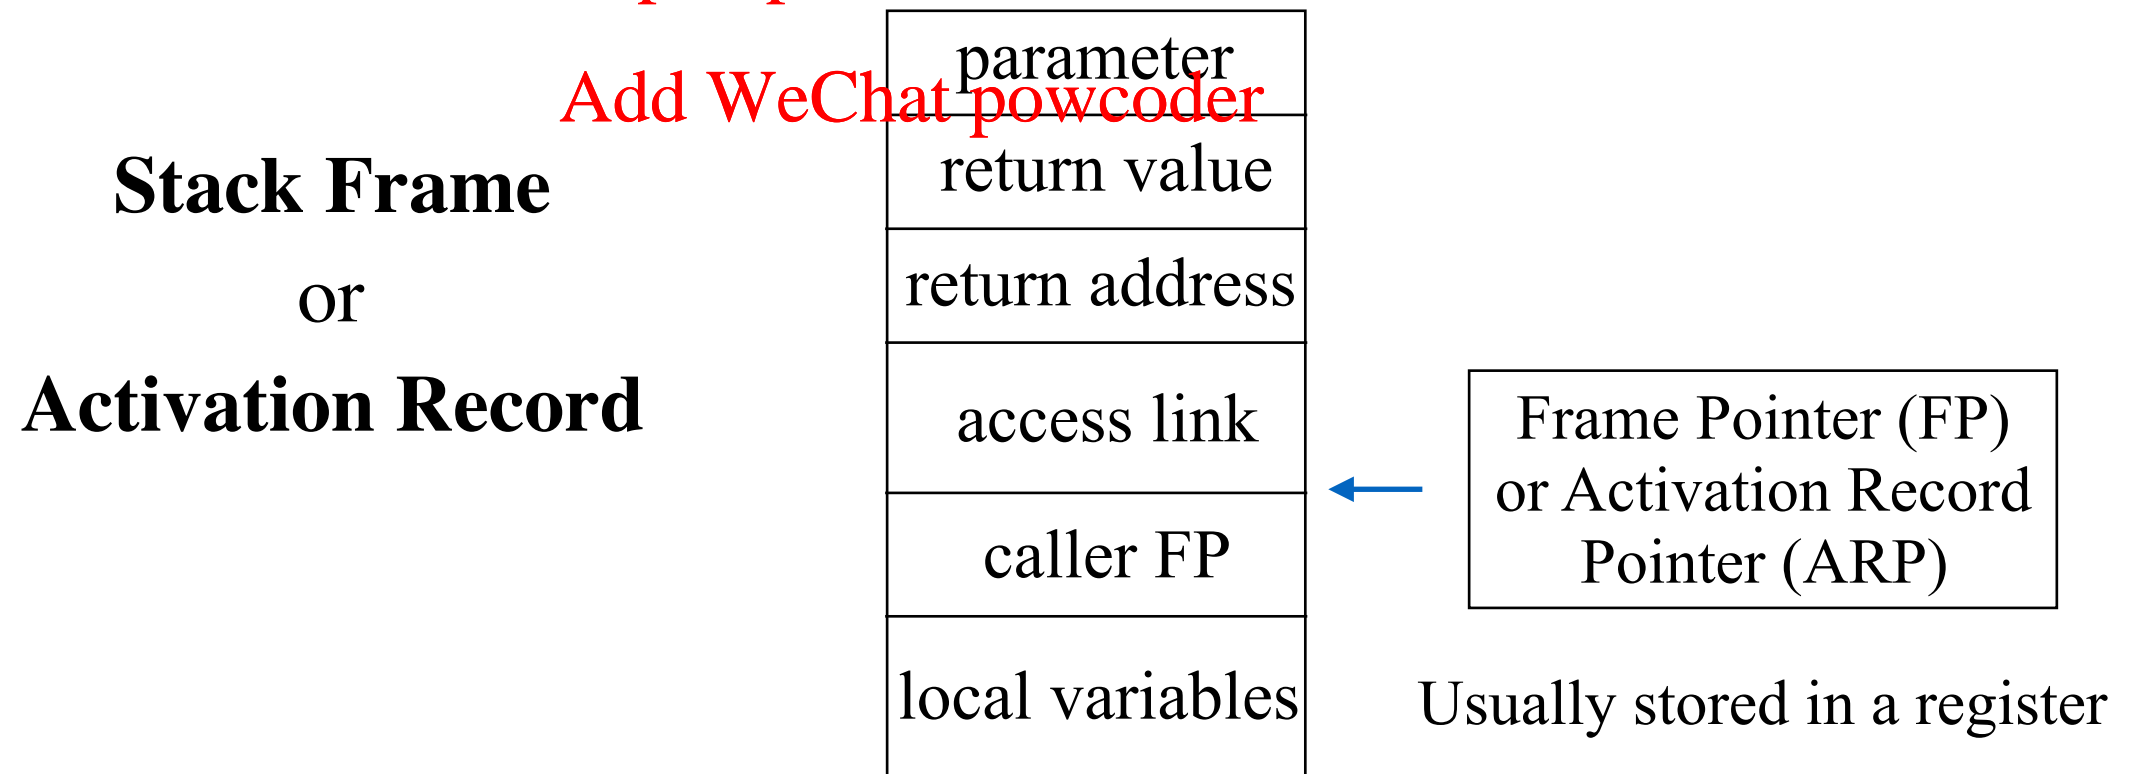 parameter
Add WeChat powcoder
return value
Stack Frame
return address
or
access link
Activation Record
Frame Pointer (FP)
or Activation Record
Pointer (ARP)
caller FP
local variables
Usually stored in a register